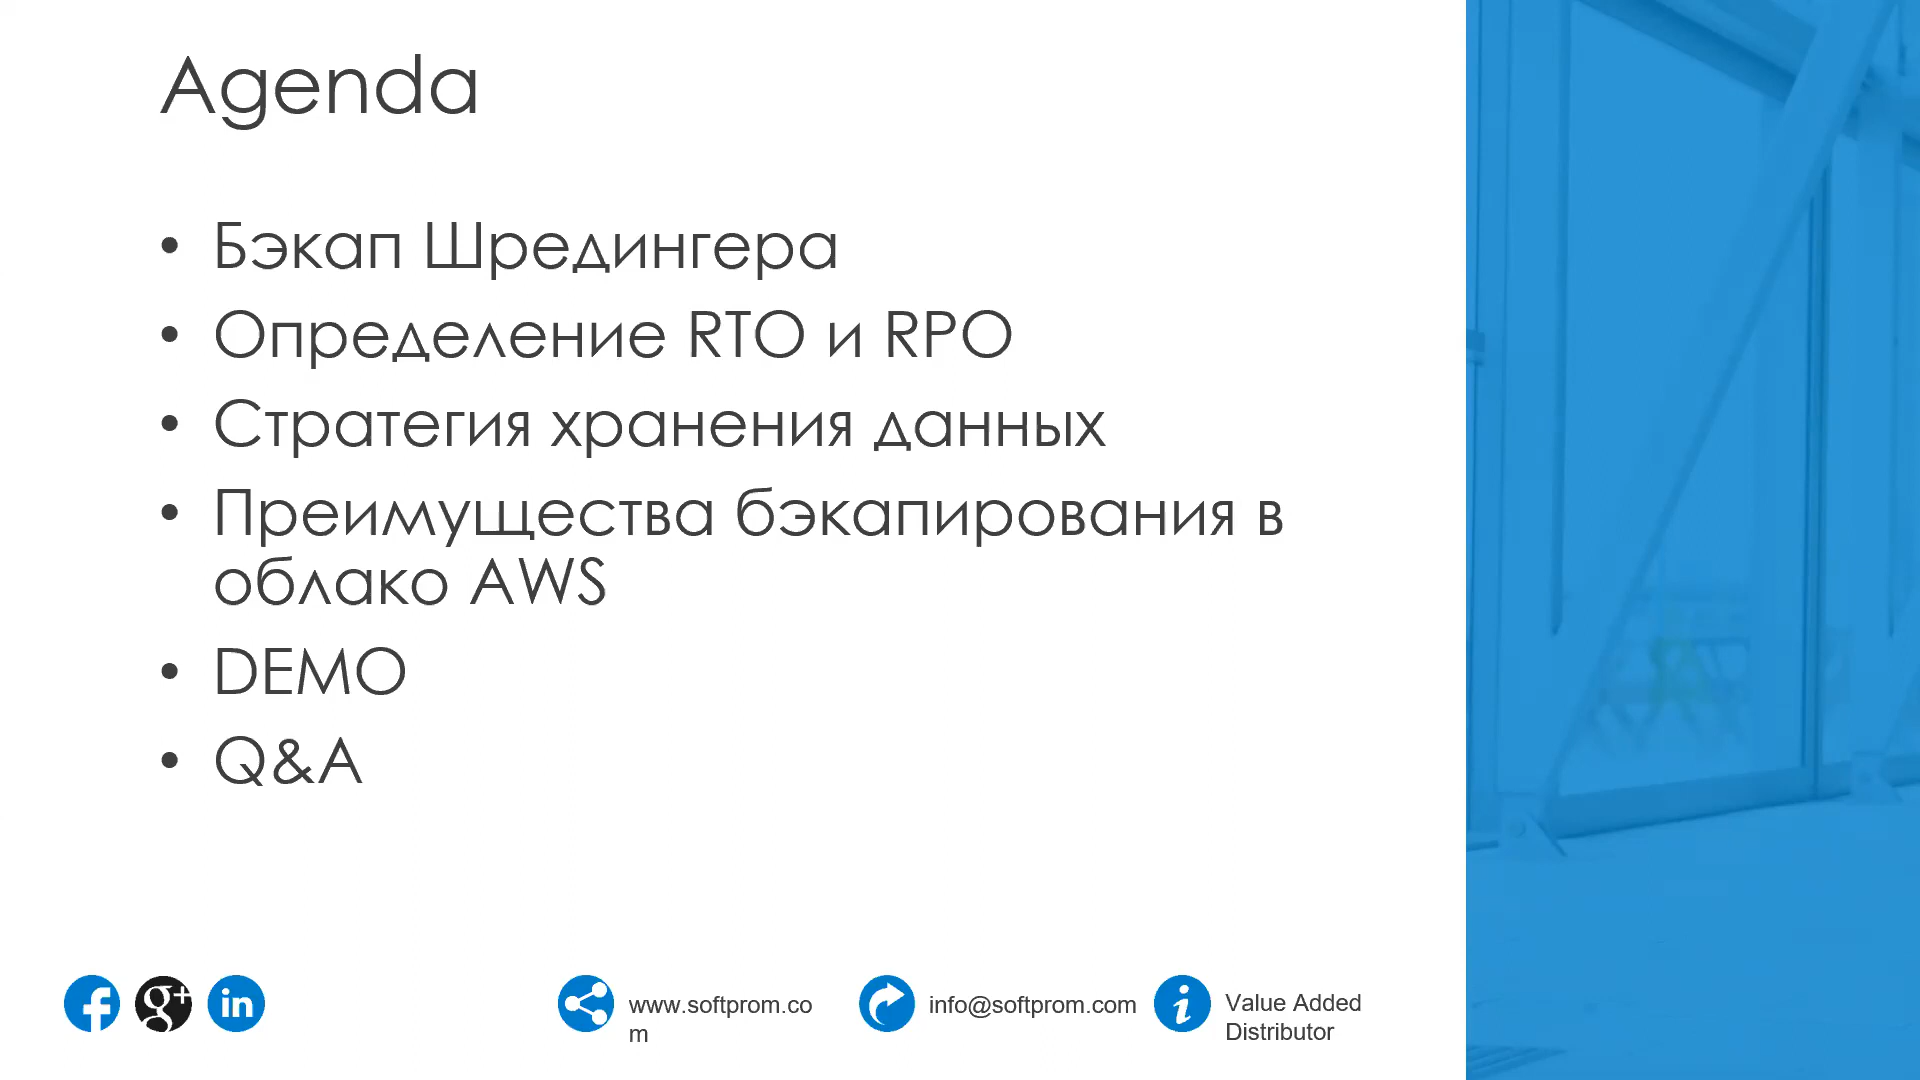 Agenda
• Бэкап Шредингера
• Определение RTO и RPO
• Стратегия хранения данных
• Преимущества бэкапирования в
облако AWS
• DEMO
• Q&A
f g+ in
www.softprom.co
m
info@softprom.com
i
Value Added
Distributor